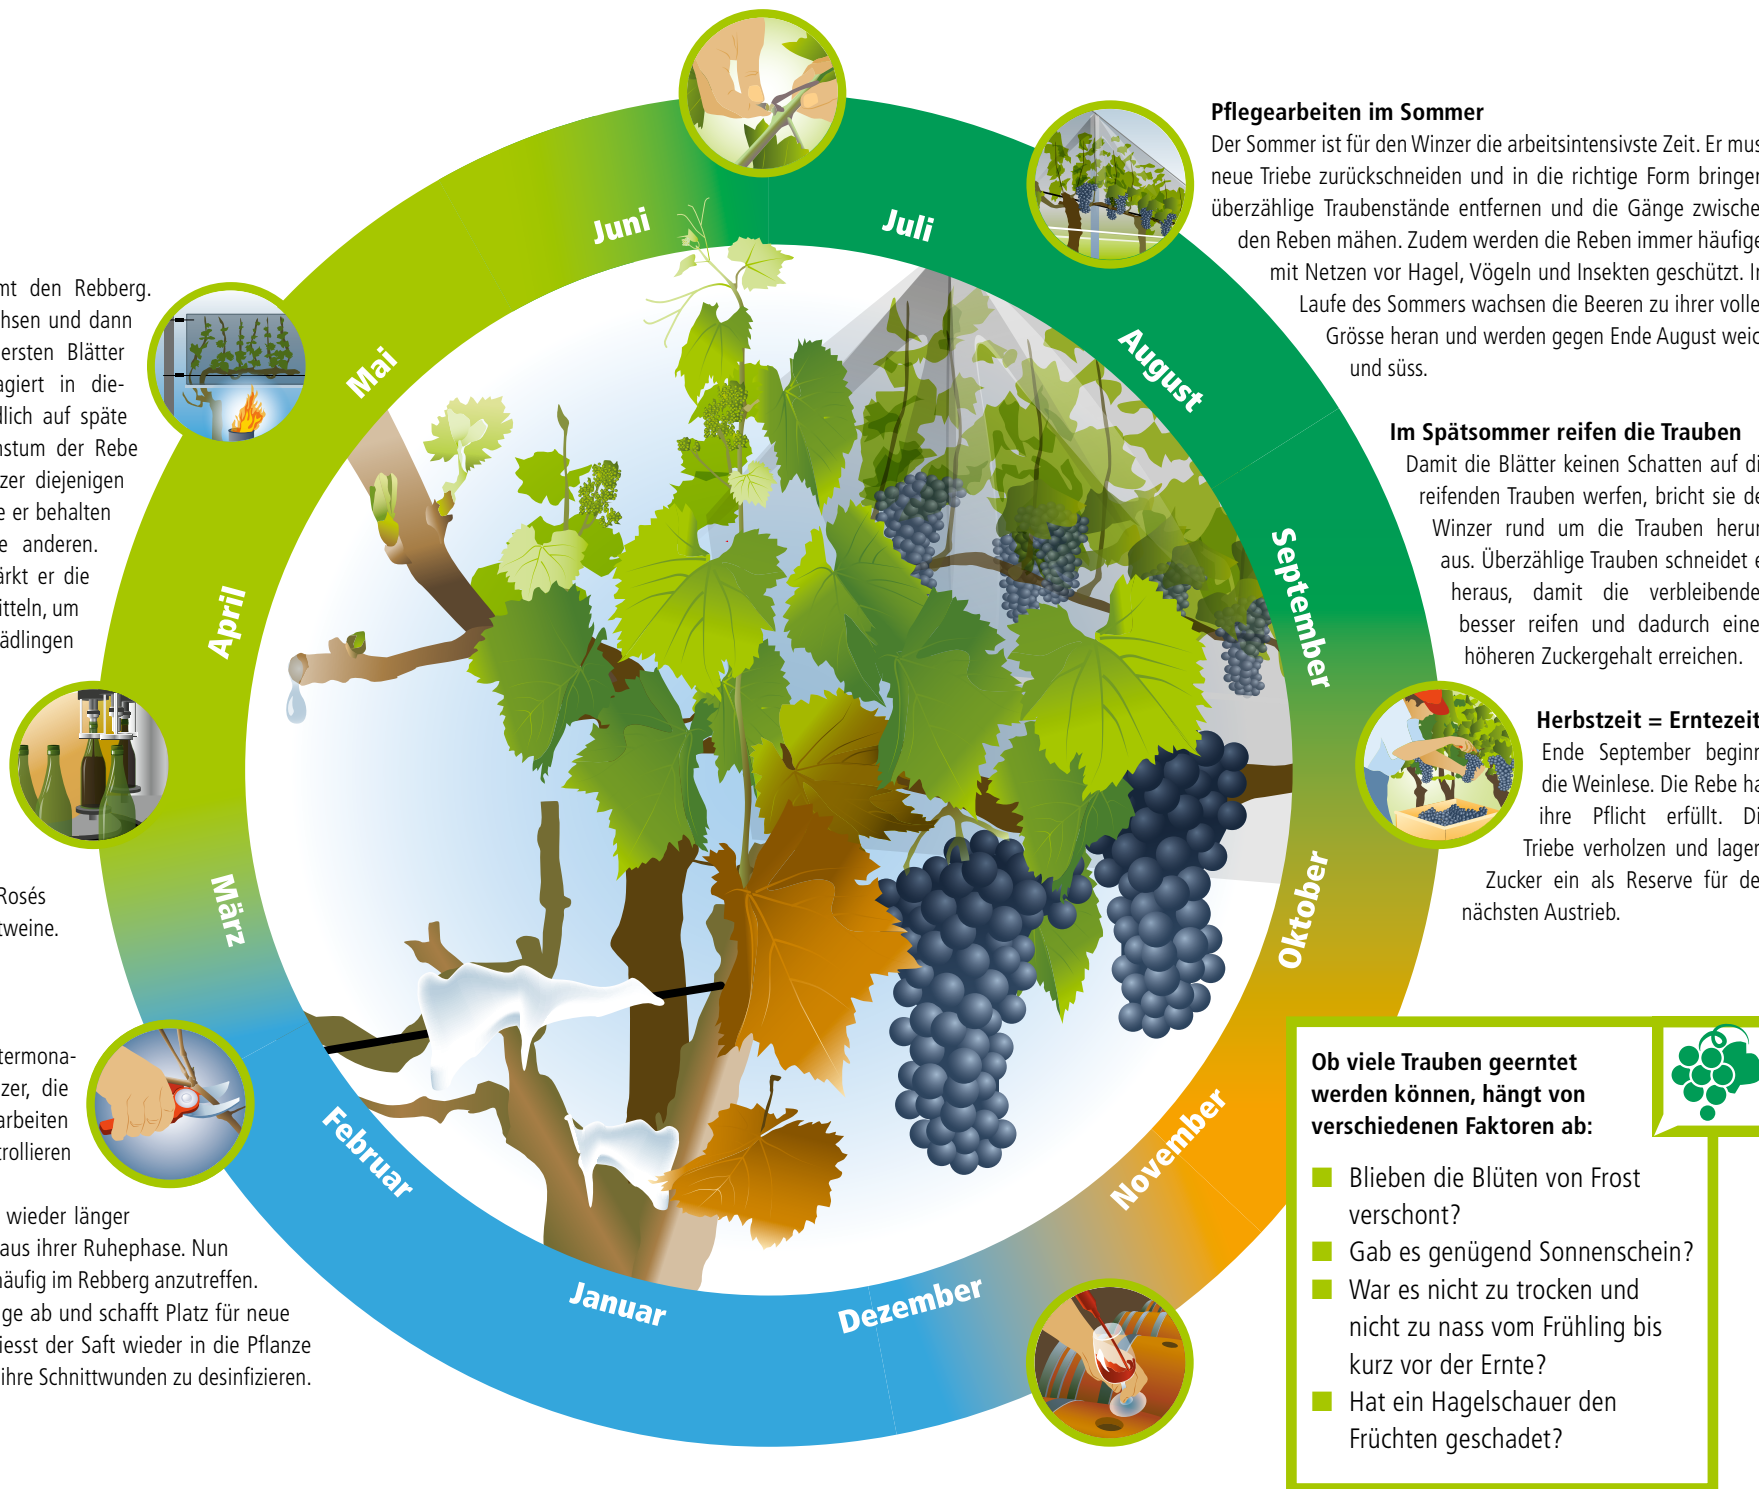 Juni
Juli
August
September
Oktober
November
Dezember
Januar
Februar
März
April
Mai
Pflegearbeiten im Sommer
Der Sommer ist für den Winzer die arbeitsintensivste Zeit. Er mus
neue Triebe zurückschneiden und in die richtige Form bringen
überzählige Traubenstände entfernen und die Gänge zwische
den Reben mähen. Zudem werden die Reben immer häufige
mit Netzen vor Hagel, Vögeln und Insekten geschützt. Im
Laufe des Sommers wachsen die Beeren zu ihrer volle
Grösse heran und werden gegen Ende August weic
und süss.
Im Spätsommer reifen die Trauben
Damit die Blätter keinen Schatten auf di
reifenden Trauben werfen, bricht sie de
Winzer rund um die Trauben herum
aus. Überzählige Trauben schneidet e
heraus, damit die verbleibende
besser reifen und dadurch eine
höheren Zuckergehalt erreichen.
Herbstzeit = Erntezeit
Ende September beginn
die Weinlese. Die Rebe ha
ihre Pflicht erfüllt. Di
Triebe verholzen und lager
Zucker ein als Reserve für de
nächsten Austrieb.
Ob viele Trauben geerntet
werden können, hängt von
verschiedenen Faktoren ab:
Blieben die Blüten von Frost
verschont?
Gab es genügend Sonnenschein?
War es nicht zu trocken und
nicht zu nass vom Frühling bis
kurz vor der Ernte?
Hat ein Hagelschauer den
Früchten geschadet?
mt den Rebberg.
chsen und dann
ersten Blätter
agiert in die-
dlich auf späte
hstum der Rebe
zer diejenigen
e er behalten
e anderen.
ärkt er die
itteln, um
ädlingen
Rosés
tweine.
termona-
zer, die
arbeiten
trollieren
wieder länger
aus ihrer Ruhephase. Nun
häufig im Rebberg anzutreffen.
ge ab und schafft Platz für neue
iesst der Saft wieder in die Pflanze
ihre Schnittwunden zu desinfizieren.